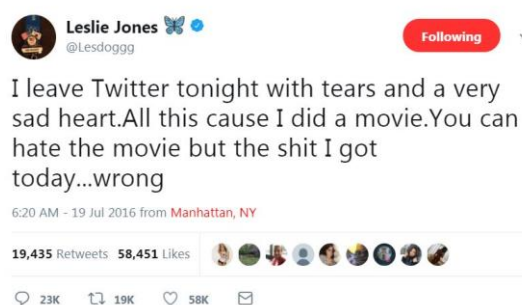 Leslie Jones
@Lesdoggg
Following
I leave Twitter tonight with tears and a very
sad heart.All this cause I did a movie.You can
hate the movie but the shit I got
today...wrong
6:20 AM - 19 Jul 2016 from Manhattan, NY
19,435 Retweets 58,451 Likes
23K 19K 58K